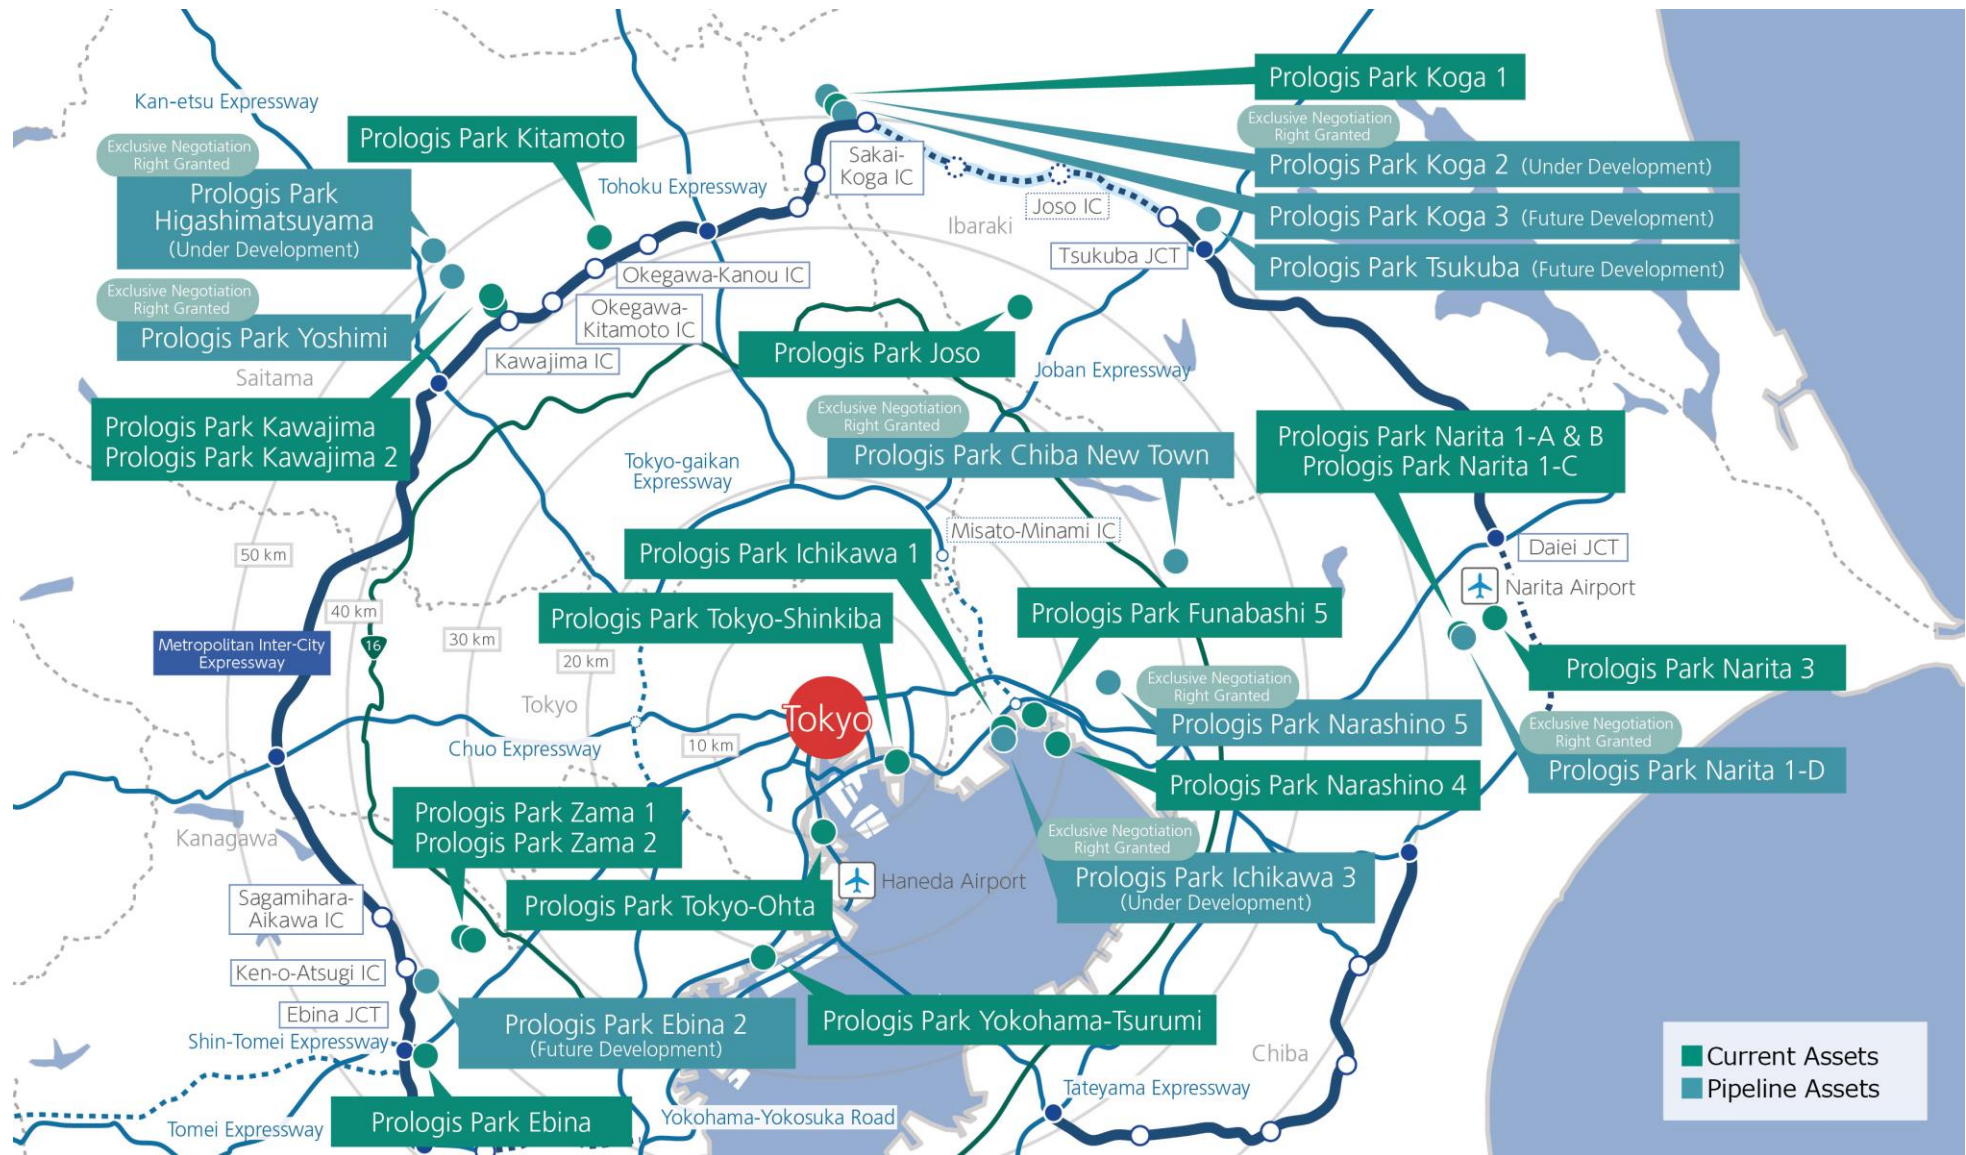 Kan-etsu Expressway
Exclusive Negotiation
Right Granted
Prologis Park
Higashimatsuyama
(Under Development)
Exclusive Negotiation
Right Granted
Prologis Park Yoshimi
Saitama
Prologis Park Kitamoto
Tohoku Expressway
Sakai-
Koga IC
Joso IC
Ibaraki
Tsukuba JCT
Prologis Park Koga 1
Exclusive Negotiation
Right Granted
Prologis Park Koga 2 (Under Development)
Prologis Park Koga 3 (Future Development)
Prologis Park Tsukuba (Future Development)
Okegawa-Kanou IC
Okegawa-
Kitamoto IC
Kawajima IC
Prologis Park Kawajima
Prologis Park Kawajima 2
Prologis Park Joso
Joban Expressway
Exclusive Negotiation
Right Granted
Prologis Park Chiba New Town
Tokyo-gaikan
Expressway
Misato-Minami IC
Prologis Park Narita 1-A & B
Prologis Park Narita 1-C
Daiei JCT
Narita Airport
50 km
40 km
16
30 km
20 km
10 km
Metropolitan Inter-City
Expressway
Prologis Park Ichikawa 1
Prologis Park Tokyo-Shinkiba
Prologis Park Funabashi 5
Prologis Park Narita 3
Exclusive Negotiation
Right Granted
Prologis Park Narashino 5
Exclusive Negotiation
Right Granted
Prologis Park Narita 1-D
Tokyo
Tokyo
Chuo Expressway
Prologis Park Narashino 4
Kanagawa
Prologis Park Zama 1
Prologis Park Zama 2
Exclusive Negotiation
Right Granted
Prologis Park Ichikawa 3
(Under Development)
Haneda Airport
Prologis Park Tokyo-Ohta
Sagamihara-
Aikawa IC
Ken-o-Atsugi IC
Ebina JCT
Shin-Tomei Expressway
Prologis Park Ebina 2
(Future Development)
Prologis Park Yokohama-Tsurumi
Chiba
Tateyama Expressway
Prologis Park Ebina
Yokohama-Yokosuka Road
Tomei Expressway
Current Assets
Pipeline Assets